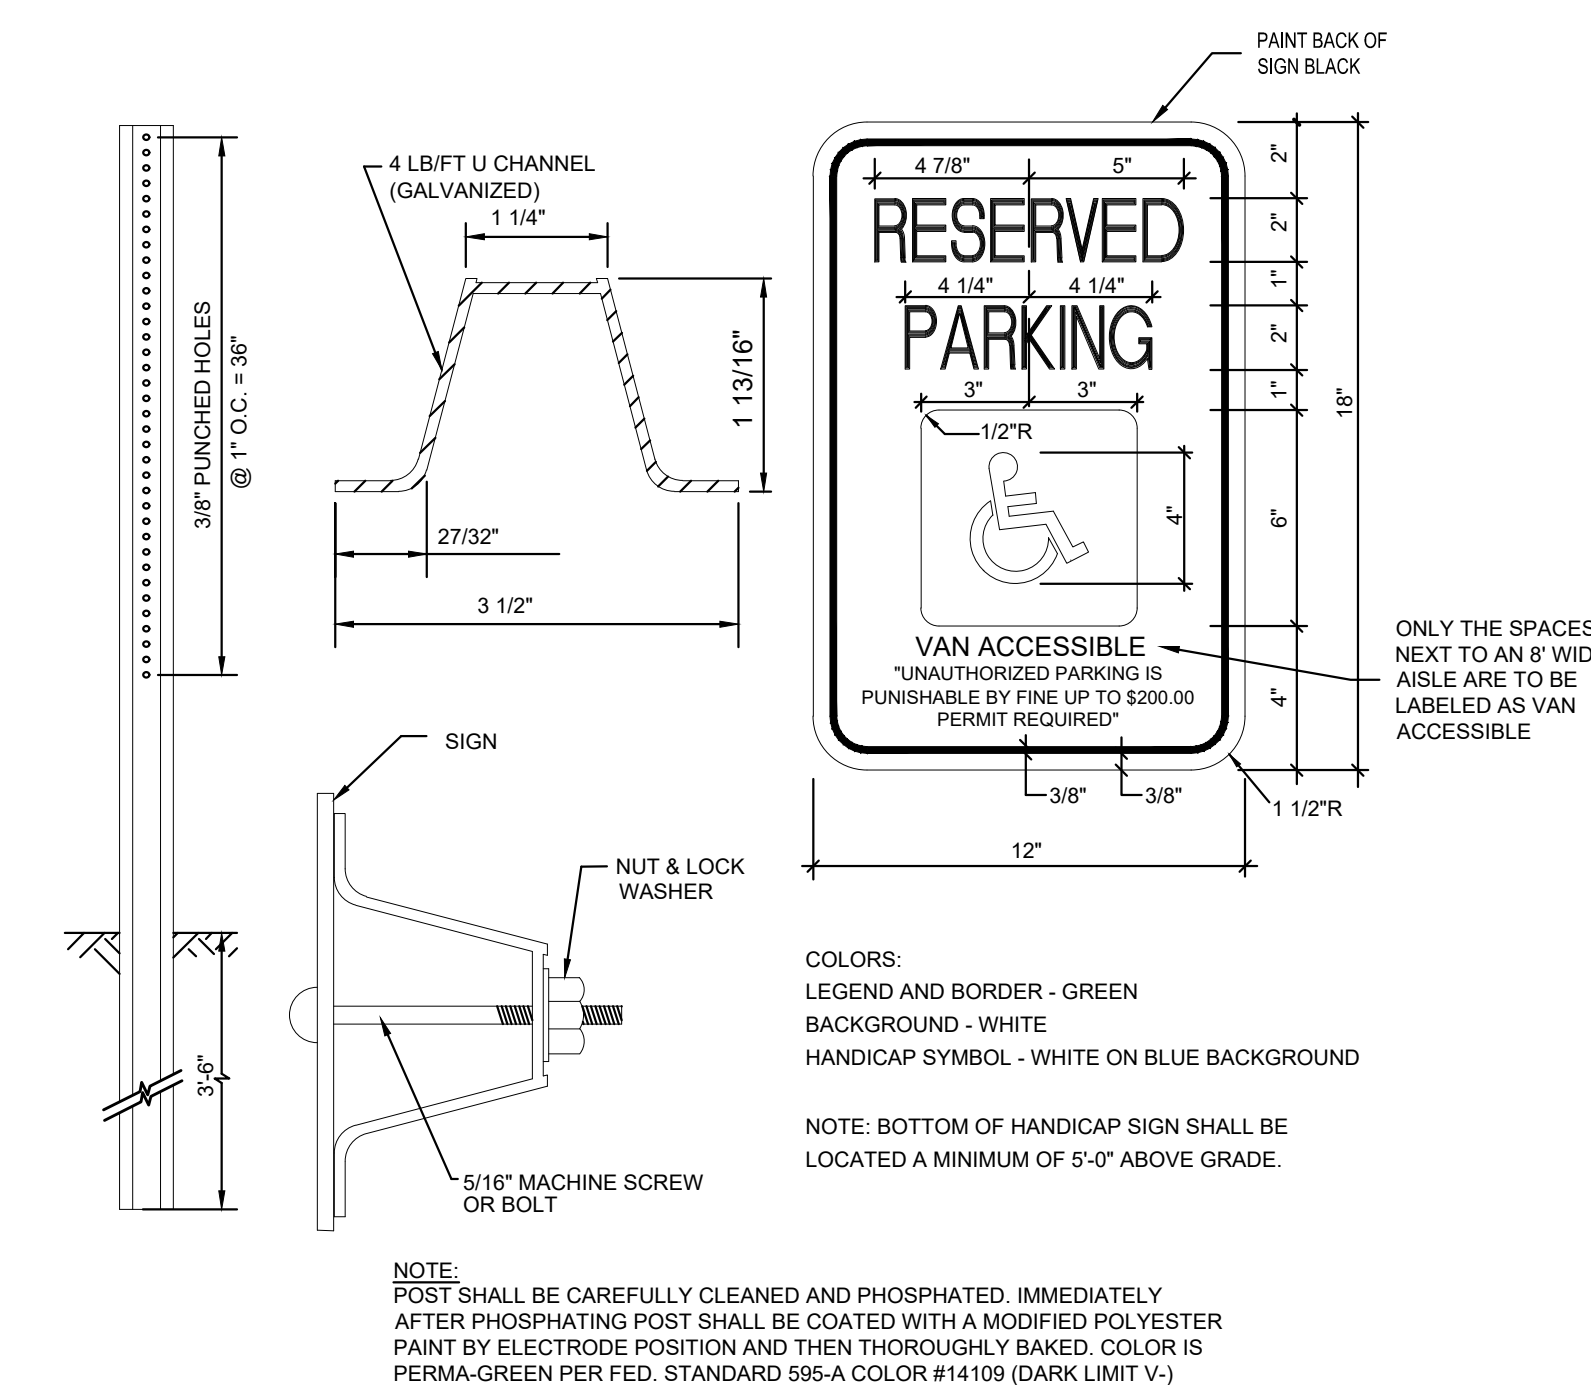 PAINT BACK OF
SIGN BLACK
3/8" PUNCHED HOLES
@ 1" O.C. = 36"
3'-6"
4 LB/FT U CHANNEL
(GALVANIZED)
1 1/4"
1 13/16"
27/32"
3 1/2"
4 7/8"
5"
RESERVED
4 1/4"
4 1/4"
PARKING
3"
3"
1/2"R
4"
VAN ACCESSIBLE
"UNAUTHORIZED PARKING IS
PUNISHABLE BY FINE UP TO $200.00
PERMIT REQUIRED"
2"
2"
1"
2"
1"
6"
4"
18"
3/8"
3/8"
1 1/2"R
12"
ONLY THE SPACES
NEXT TO AN 8' WID
AISLE ARE TO BE
LABELED AS VAN
ACCESSIBLE
SIGN
NUT & LOCK
WASHER
5/16" MACHINE SCREW
OR BOLT
COLORS:
LEGEND AND BORDER - GREEN
BACKGROUND - WHITE
HANDICAP SYMBOL - WHITE ON BLUE BACKGROUND
NOTE: BOTTOM OF HANDICAP SIGN SHALL BE
LOCATED A MINIMUM OF 5'-0" ABOVE GRADE.
NOTE:
POST SHALL BE CAREFULLY CLEANED AND PHOSPHATED. IMMEDIATELY
AFTER PHOSPHATING POST SHALL BE COATED WITH A MODIFIED POLYESTER
PAINT BY ELECTRODE POSITION AND THEN THOROUGHLY BAKED. COLOR IS
PERMA-GREEN PER FED. STANDARD 595-A COLOR #14109 (DARK LIMIT V-)